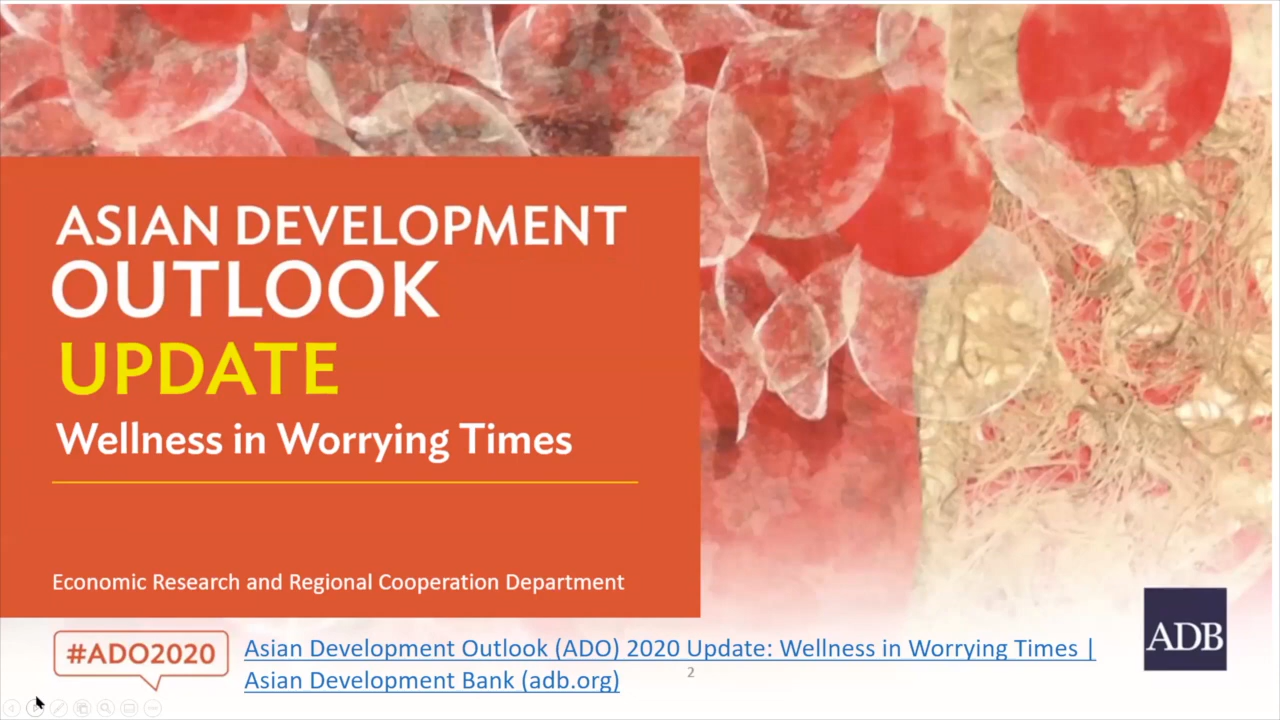 ASIAN DEVELOPMENT
OUTLOOK
UPDATE
Wellness in Worrying Times
Economic Research and Regional Cooperation Department
#ADO2020
Asian Development Outlook (ADO) 2020 Update: Wellness in Worrying Times |
Asian Development Bank (adb.org)
2
ADB